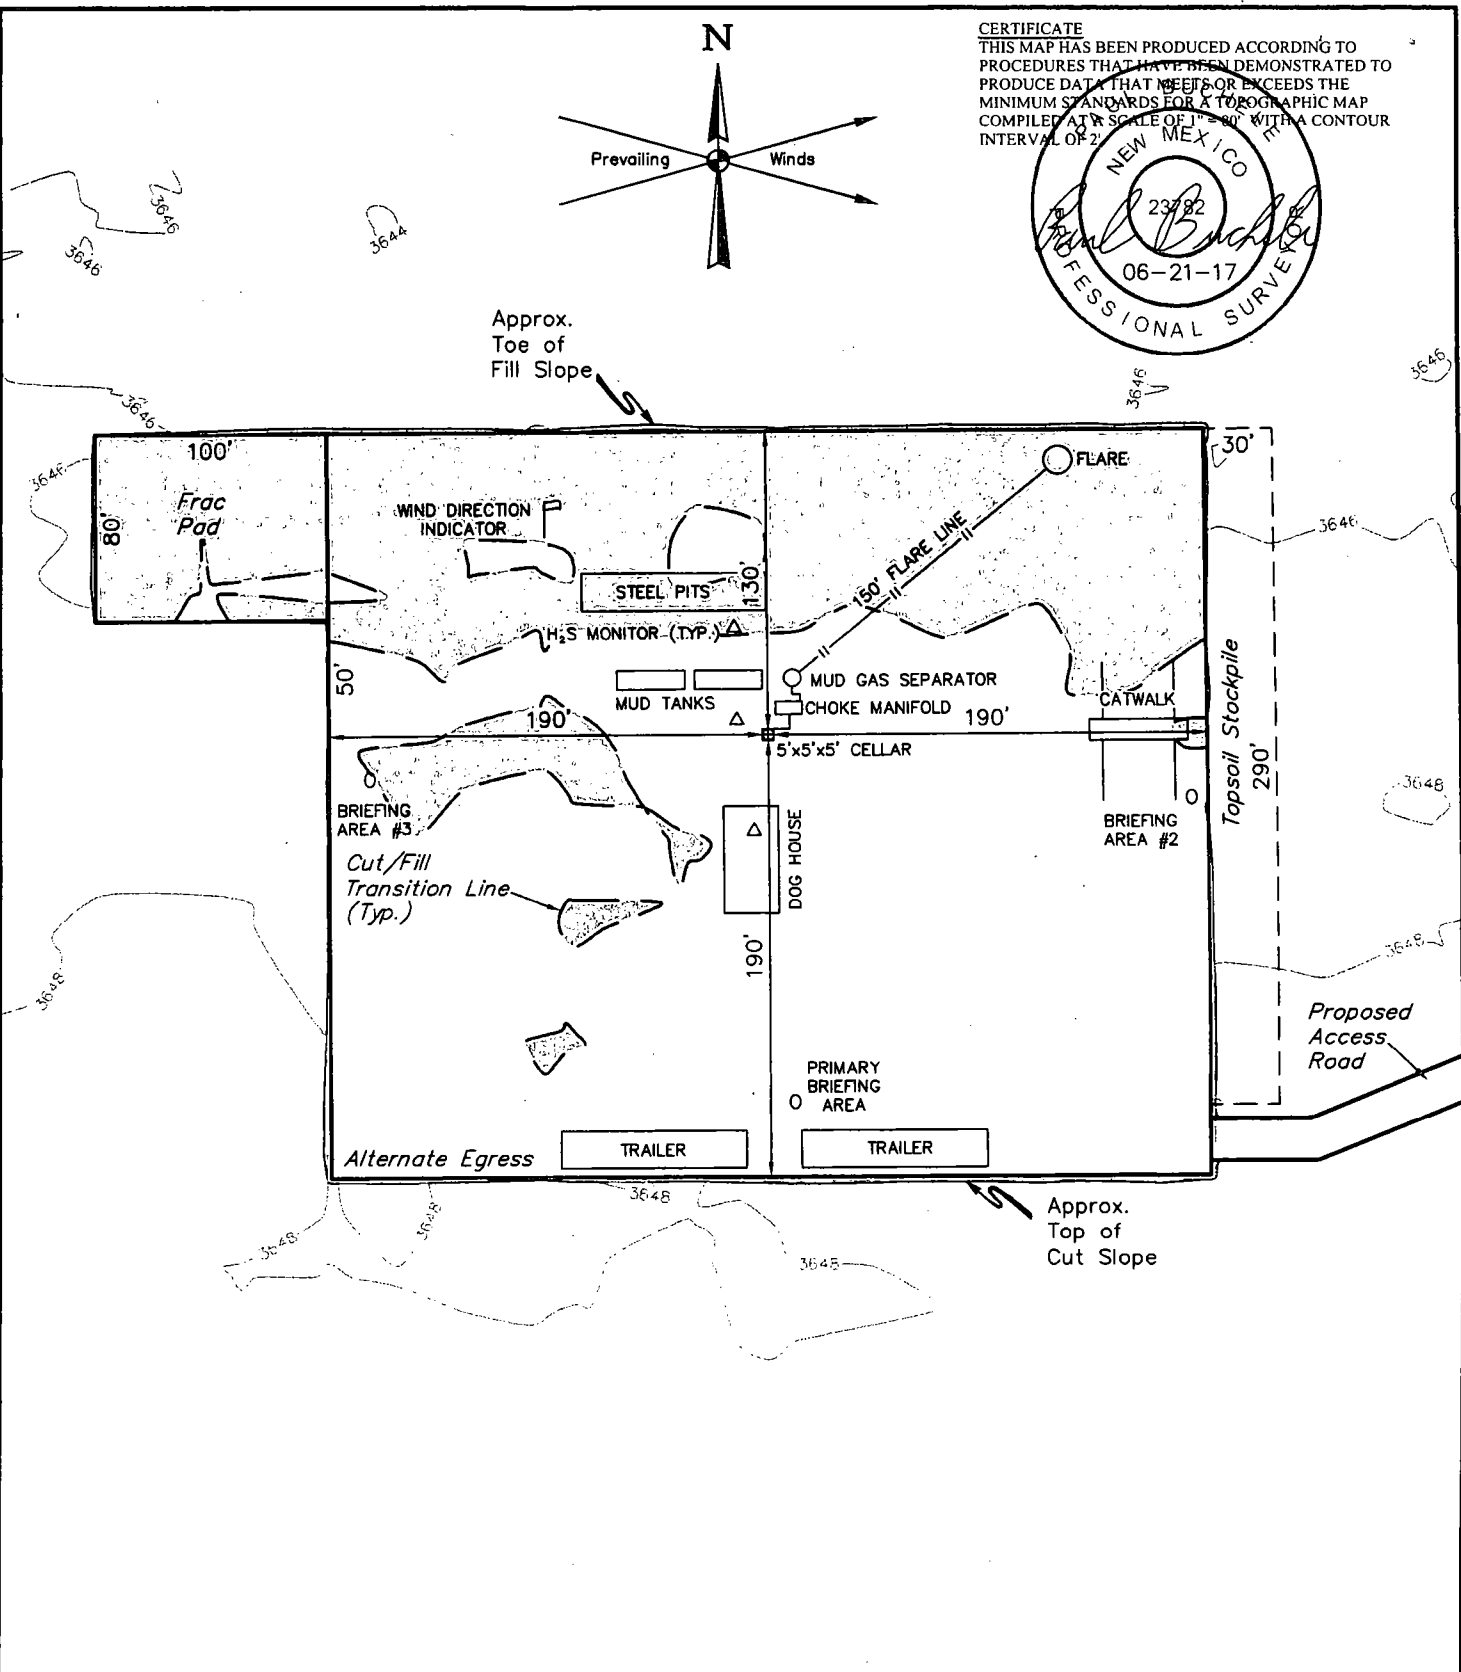 N
Prevailing Winds
CERTIFICATE
THIS MAP HAS BEEN PRODUCED ACCORDING TO
PROCEDURES THAT HAVE BEEN DEMONSTRATED TO
PRODUCE DATA THAT MEETS OR EXCEEDS THE
MINIMUM STANDARDS FOR A TOPOGRAPHIC MAP
COMPILED AT A SCALE OF 1" = 80' WITH A CONTOUR
INTERVAL OF 2'
PAUL BUCHELE
NEW MEXICO
23782
Paul Buchele
06-21-17
PROFESSIONAL SURVEYOR
3646
3646
3644
Approx.
Toe of
Fill Slope
3646
3646
3646
3646
100'
Frac
Pad
80'
WIND DIRECTION
INDICATOR
FLARE
30'
3646
150' FLARE LINE
STEEL PITS
130'
H₂S MONITOR (TYP.)
50'
MUD TANKS
MUD GAS SEPARATOR
CHOKE MANIFOLD
CATWALK
190'
190'
5'x5'x5' CELLAR
Topsoil Stockpile
290'
3648
BRIEFING
AREA #3
BRIEFING
AREA #2
DOG HOUSE
Cut/Fill
Transition Line
(Typ.)
190'
3648
3648
Proposed
Access
Road
PRIMARY
BRIEFING
AREA
TRAILER
TRAILER
Alternate Egress
3648
3648
3648
3648
Approx.
Top of
Cut Slope